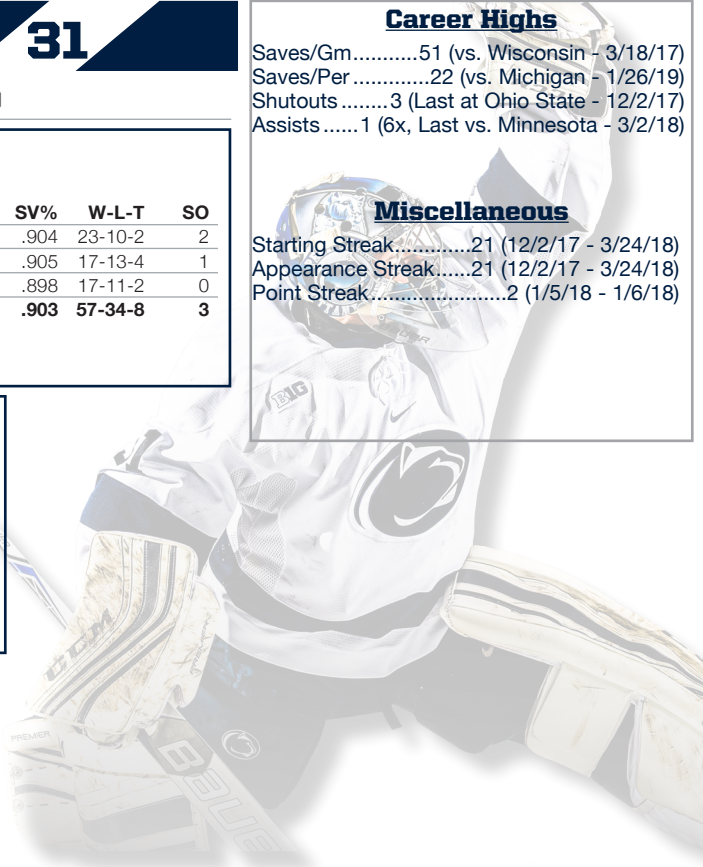 31
SV% W-L-T SO
.904 23-10-2 2
.905 17-13-4 1
.898 17-11-2 0
.903 57-34-8 3
Career Highs
Saves/Gm...........51 (vs. Wisconsin - 3/18/17)
Saves/Per.............22 (vs. Michigan - 1/26/19)
Shutouts........3 (Last at Ohio State - 12/2/17)
Assists......1 (6x, Last vs. Minnesota - 3/2/18)
Miscellaneous
Starting Streak.............21 (12/2/17 - 3/24/18)
Appearance Streak......21 (12/2/17 - 3/24/18)
Point Streak.......................2 (1/5/18 - 1/6/18)
B1G
CCM
PREMIER
BAUER